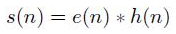 s(n) = e(n) * h(n)